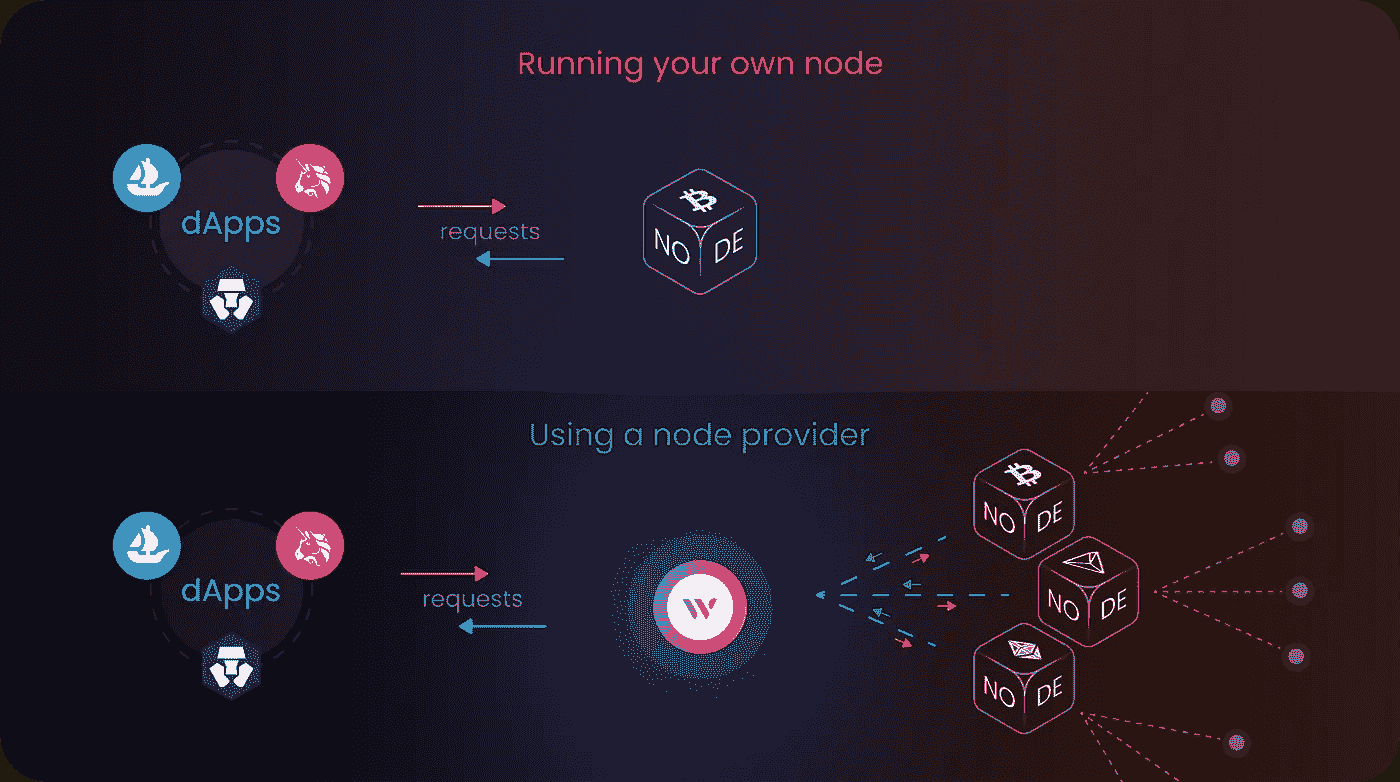 Running your own node
dApps
requests
NO DE
Using a node provider
dApps
requests
NO DE
NO DE
NO DE